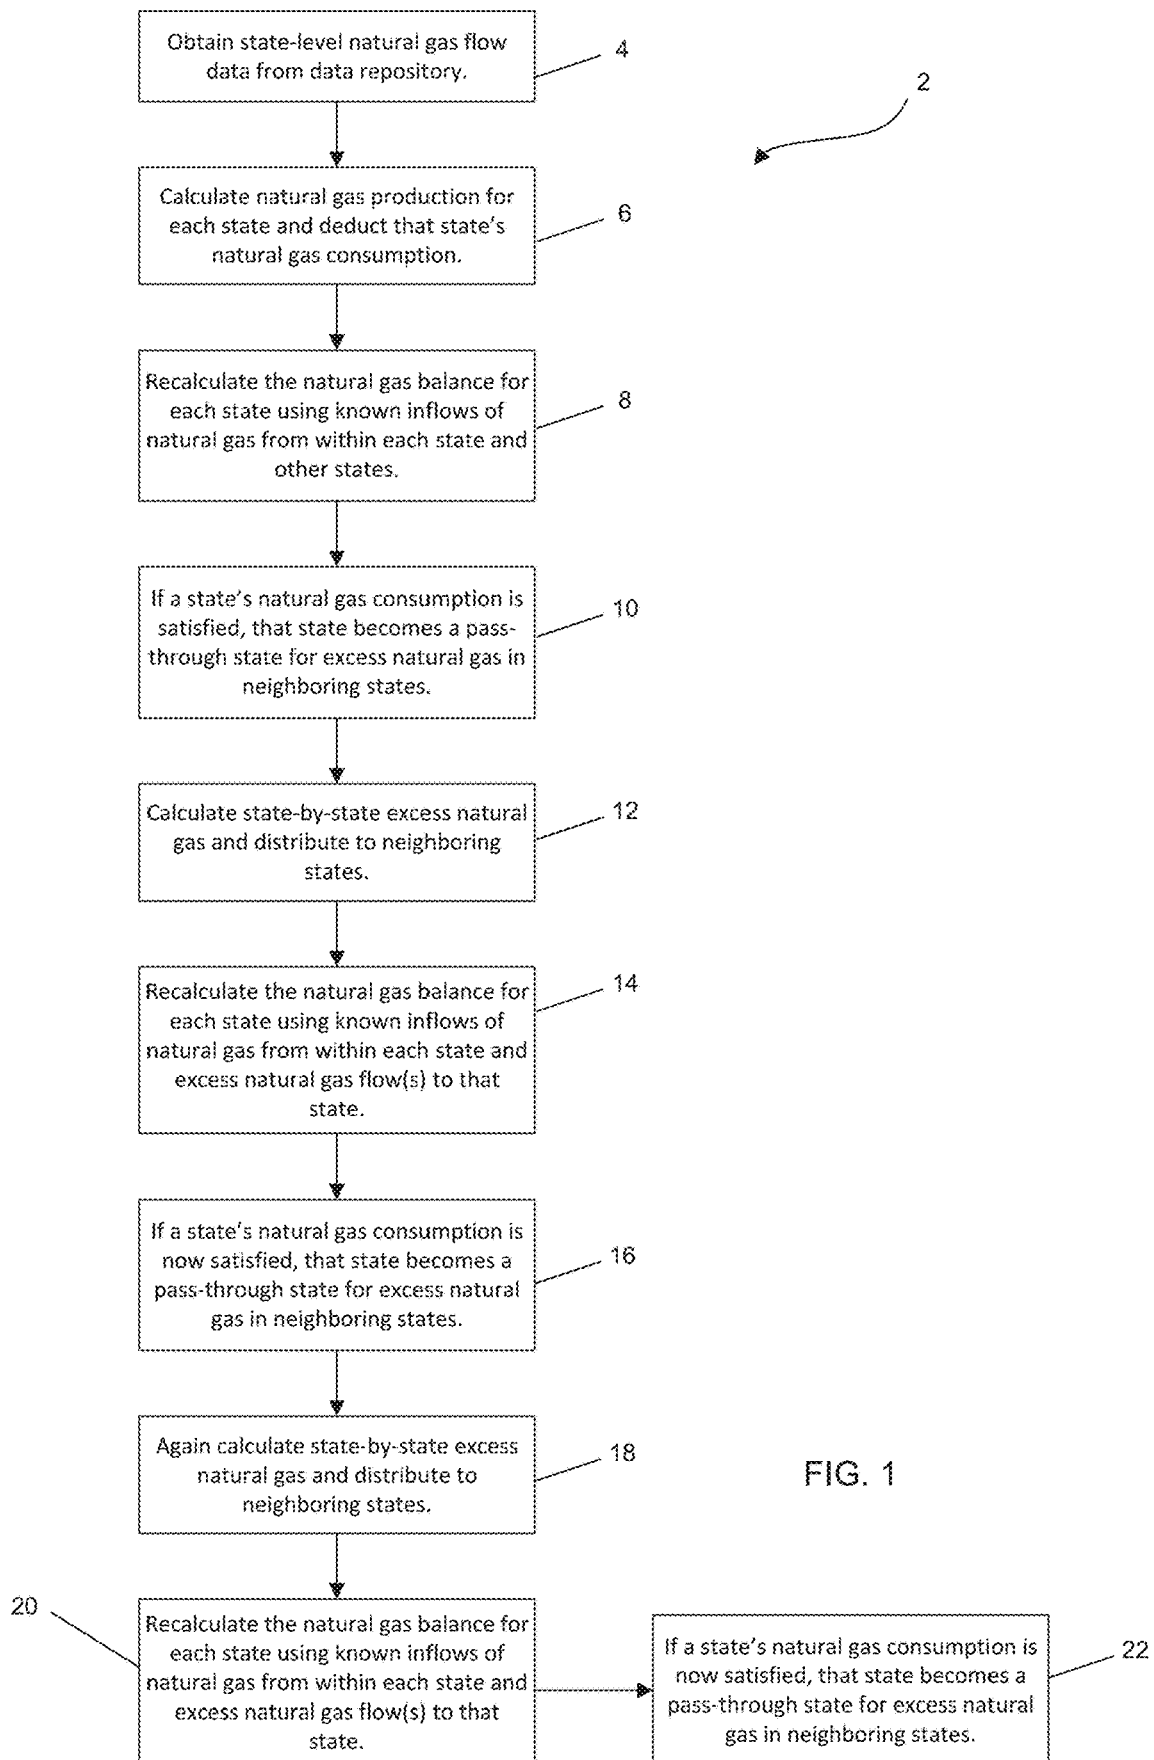 Obtain state-level natural gas flow
data from data repository.
4
2
Calculate natural gas production for
each state and deduct that state's
natural gas consumption.
6
Recalculate the natural gas balance for
each state using known inflows of
natural gas from within each state and
other states.
8
If a state's natural gas consumption is
satisfied, that state becomes a pass-
through state for excess natural gas in
neighboring states.
10
Calculate state-by-state excess natural
gas and distribute to neighboring
states.
12
Recalculate the natural gas balance for
each state using known inflows of
natural gas from within each state and
excess natural gas flow(s) to that
state.
14
If a state's natural gas consumption is
now satisfied, that state becomes a
pass-through state for excess natural
gas in neighboring states.
16
Again calculate state-by-state excess
natural gas and distribute to
neighboring states.
18
FIG. 1
20
Recalculate the natural gas balance for
each state using known inflows of
natural gas from within each state and
excess natural gas flow(s) to that
state.
If a state's natural gas consumption is
now satisfied, that state becomes a
pass-through state for excess natural
gas in neighboring states.
22